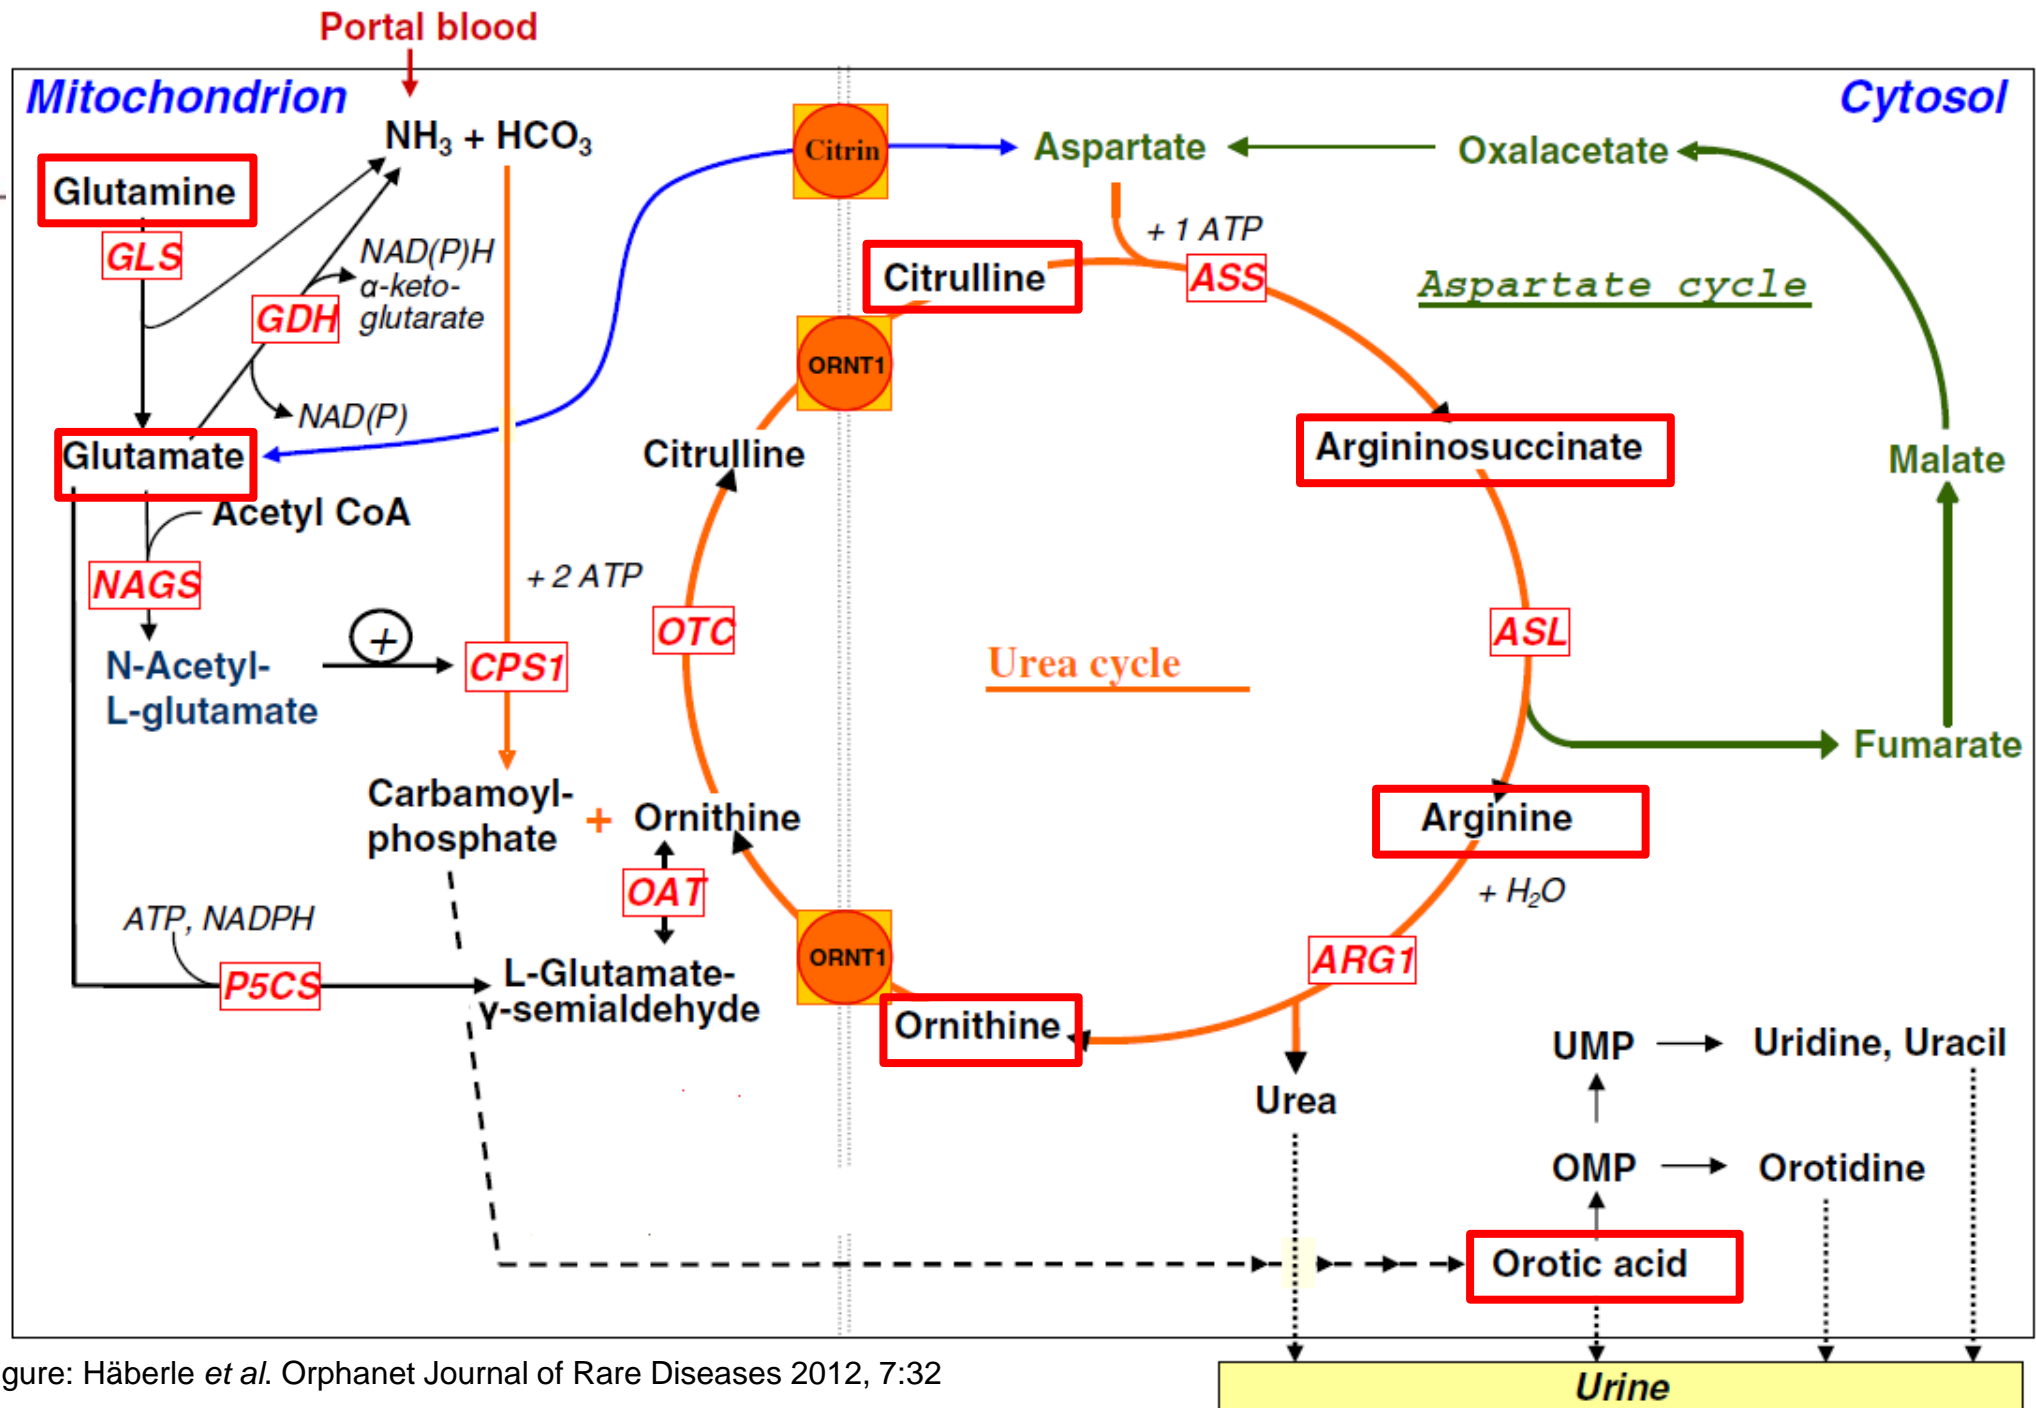 Portal blood
Mitochondrion
Cytosol
NH₃ + HCO₃
Citrin
Aspartate
Oxalacetate
Glutamine
GLS
NAD(P)H
α-keto-
glutarate
GDH
+ 1 ATP
Citrulline
ASS
Aspartate cycle
ORNT1
NAD(P)
Glutamate
Citrulline
Argininosuccinate
Malate
Acetyl CoA
NAGS
+ 2 ATP
OTC
ASL
+
N-Acetyl-
L-glutamate
CPS1
Urea cycle
Fumarate
Carbamoyl-
phosphate
+
Ornithine
Arginine
OAT
+ H₂O
ATP, NADPH
ARG1
ORNT1
P5CS
L-Glutamate-
γ-semialdehyde
Ornithine
UMP
Uridine, Uracil
Urea
OMP
Orotidine
Orotic acid
gure: Häberle et al. Orphanet Journal of Rare Diseases 2012, 7:32
Urine